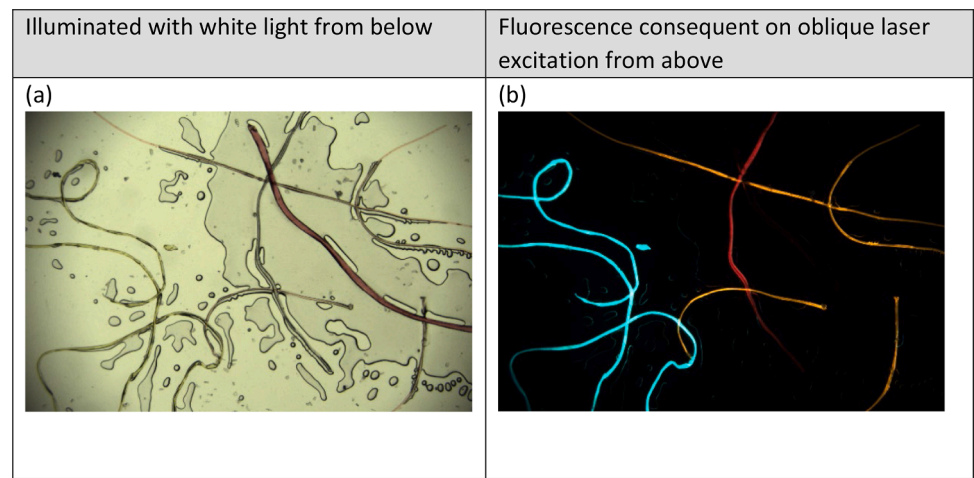 Illuminated with white light from below
Fluorescence consequent on oblique laser
excitation from above
(a)
(b)